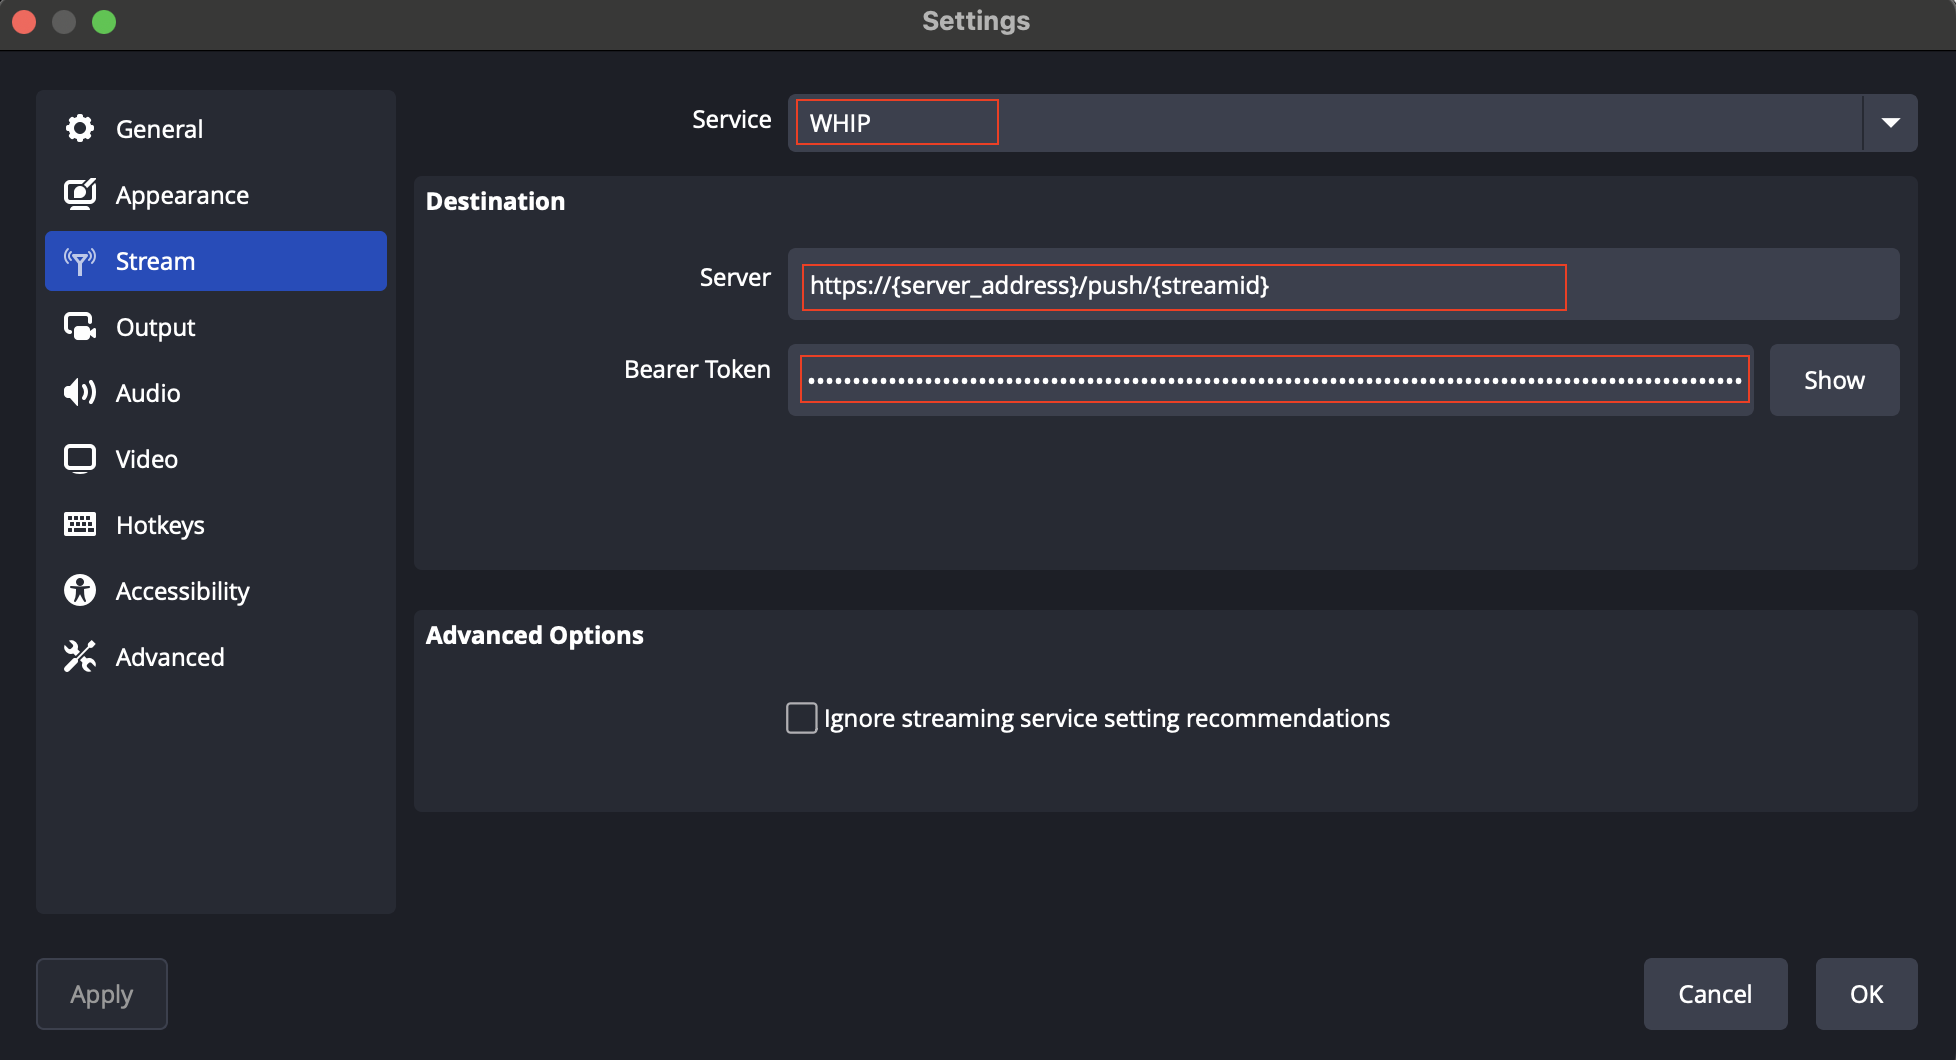 Settings
General
Appearance
Stream
Output
Audio
Video
Hotkeys
Accessibility
Advanced
Service
WHIP
Destination
Server
https://{server_address}/push/{streamid}
Bearer Token
Show
Advanced Options
Ignore streaming service setting recommendations
Apply
Cancel
OK